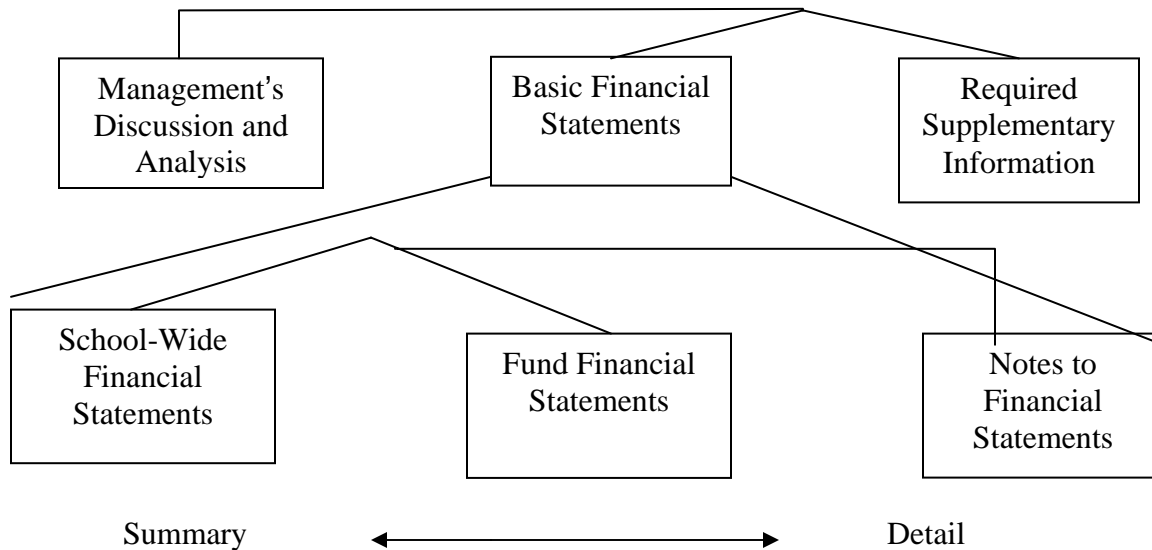 Management’s
Discussion and
Analysis
Basic Financial
Statements
Required
Supplementary
Information
School-Wide
Financial
Statements
Fund Financial
Statements
Notes to
Financial
Statements
Summary
Detail